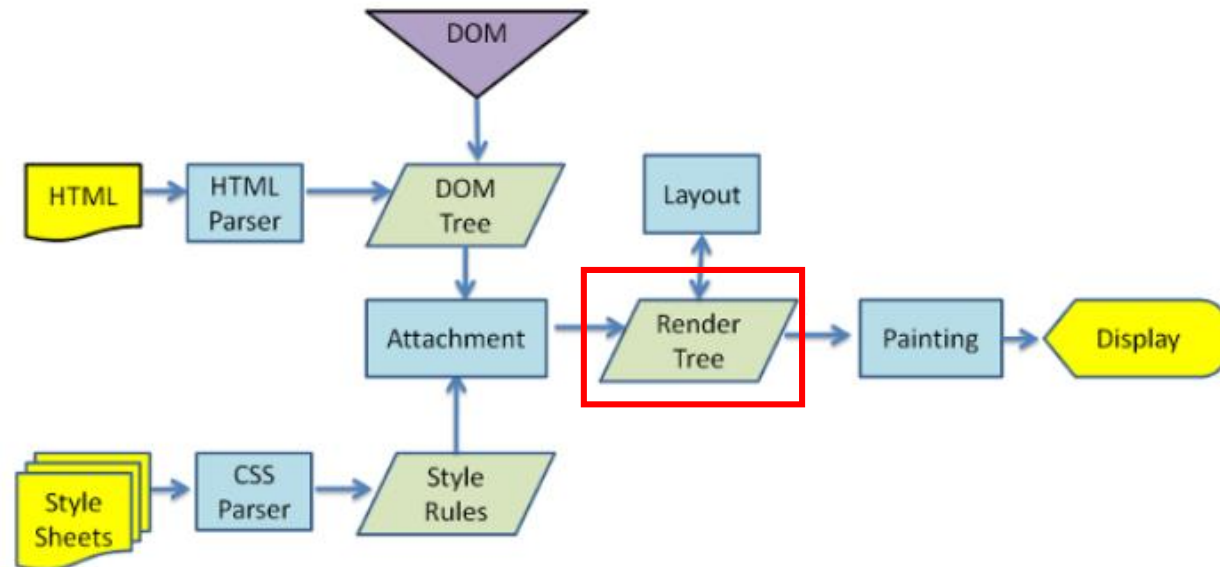 DOM
HTML
HTML
Parser
DOM
Tree
Layout
Attachment
Render
Tree
Painting
Display
Style
Sheets
CSS
Parser
Style
Rules